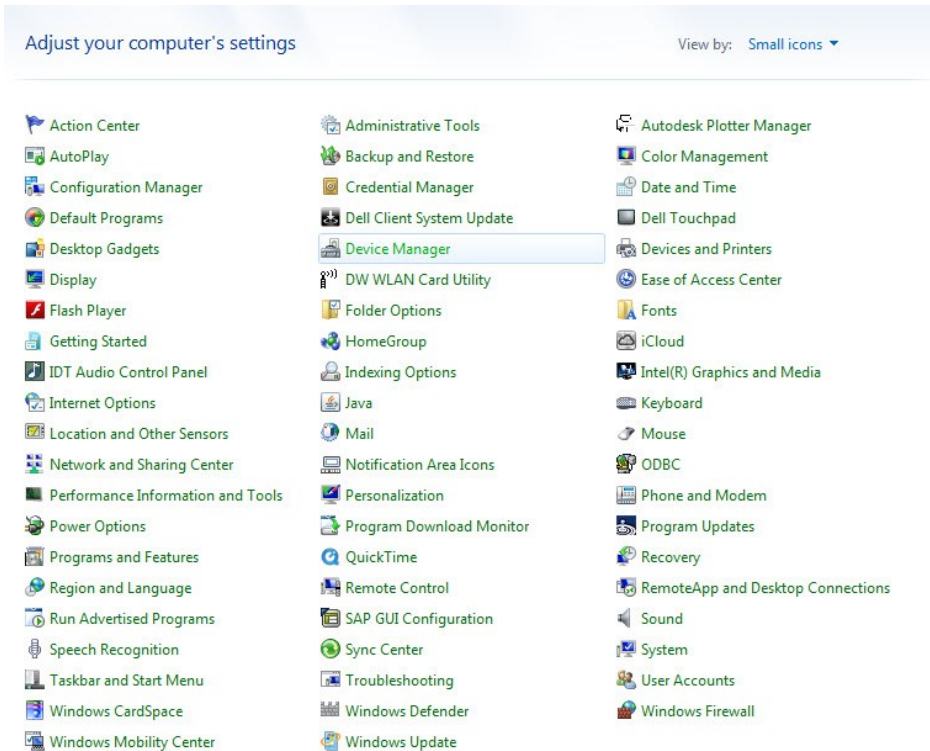 Adjust your computer's settings
View by: Small icons
Action Center Administrative Tools Autodesk Plotter Manager
AutoPlay Backup and Restore Color Management
Configuration Manager Credential Manager Date and Time
Default Programs Dell Client System Update Dell Touchpad
Desktop Gadgets Device Manager Devices and Printers
Display DW WLAN Card Utility Ease of Access Center
Flash Player Folder Options Fonts
Getting Started HomeGroup iCloud
IDT Audio Control Panel Indexing Options Intel(R) Graphics and Media
Internet Options Java Keyboard
Location and Other Sensors Mail Mouse
Network and Sharing Center Notification Area Icons ODBC
Performance Information and Tools Personalization Phone and Modem
Power Options Program Download Monitor Program Updates
Programs and Features QuickTime Recovery
Region and Language Remote Control RemoteApp and Desktop Connections
Run Advertised Programs SAP GUI Configuration Sound
Speech Recognition Sync Center System
Taskbar and Start Menu Troubleshooting User Accounts
Windows CardSpace Windows Defender Windows Firewall
Windows Mobility Center Windows Update